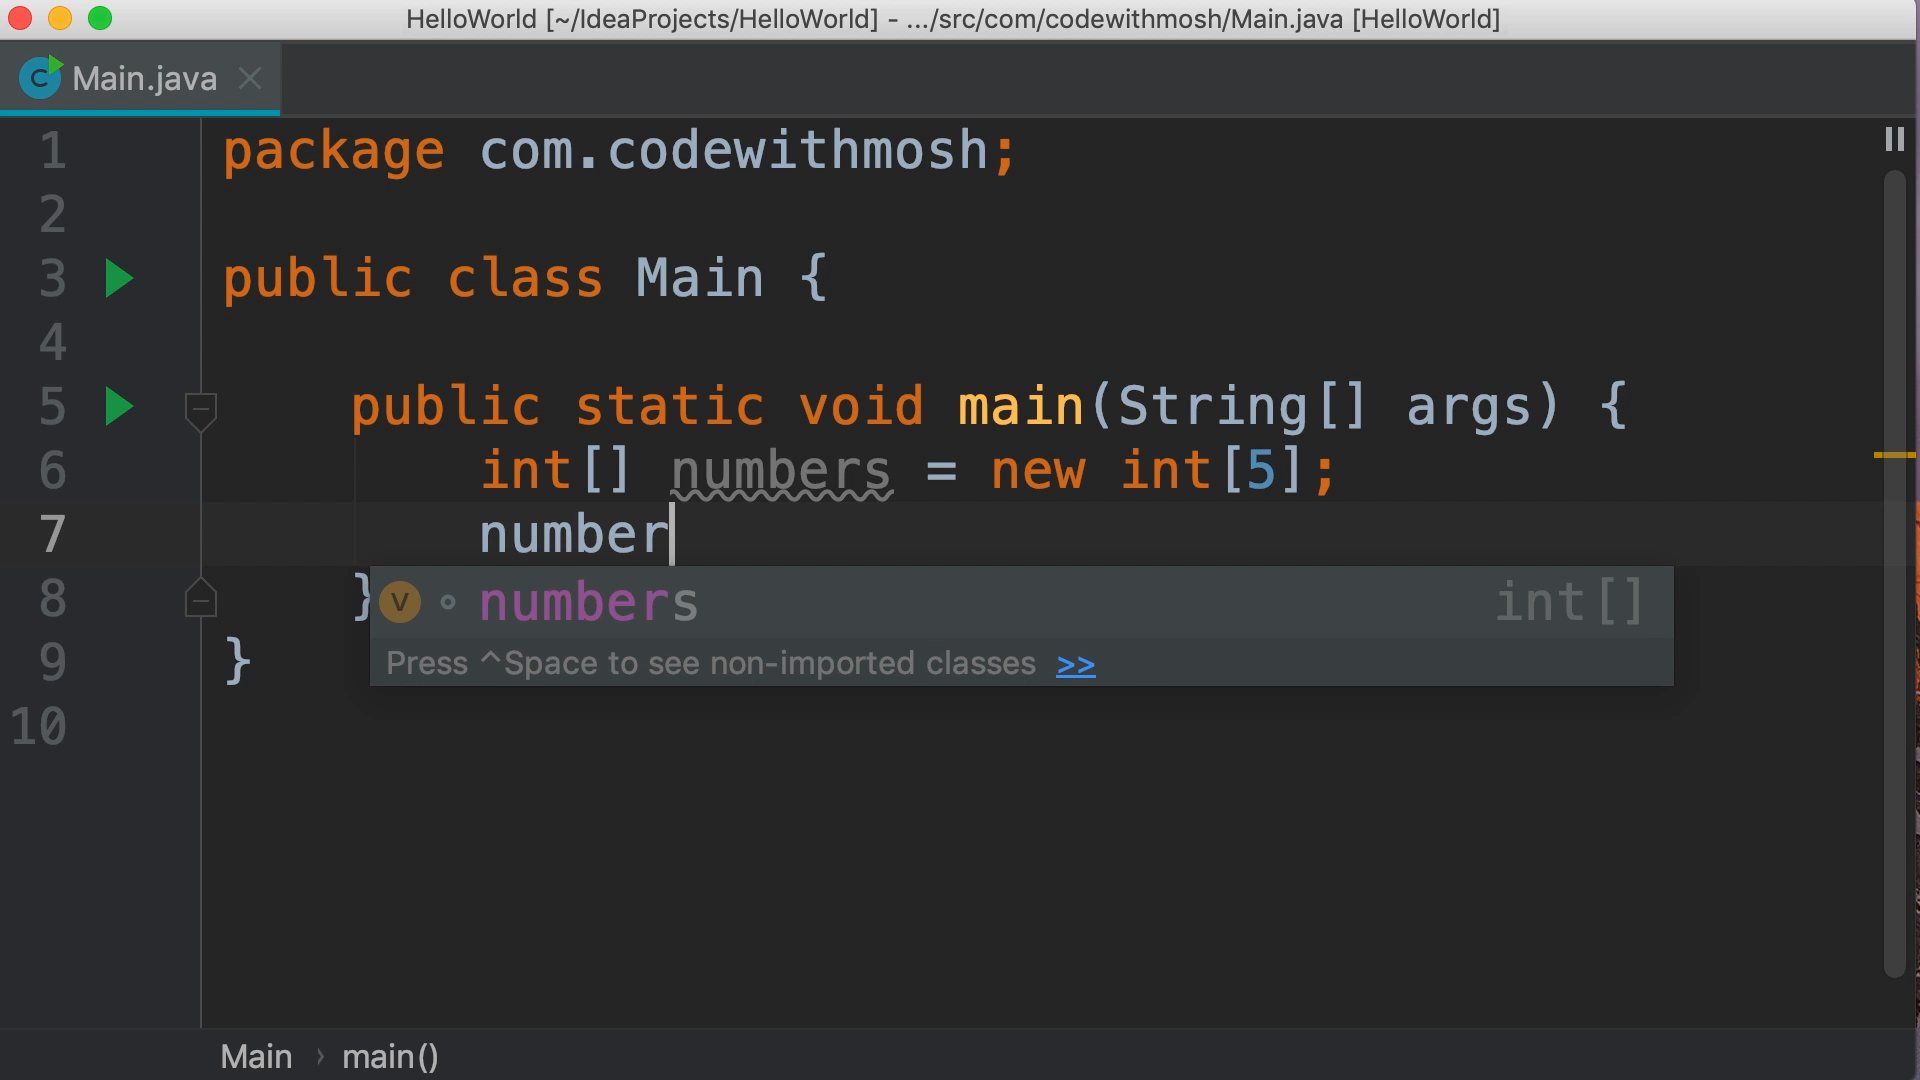 HelloWorld [~/IdeaProjects/HelloWorld] - .../src/com/codewithmosh/Main.java [HelloWorld]
C Main.java
1 package com.codewithmosh;
2
3 public class Main {
4
5 public static void main(String[] args) {
6 int[] numbers = new int[5];
7 number
8 }
v numbers int[]
9 }
Press ^Space to see non-imported classes >>
10
Main › main()